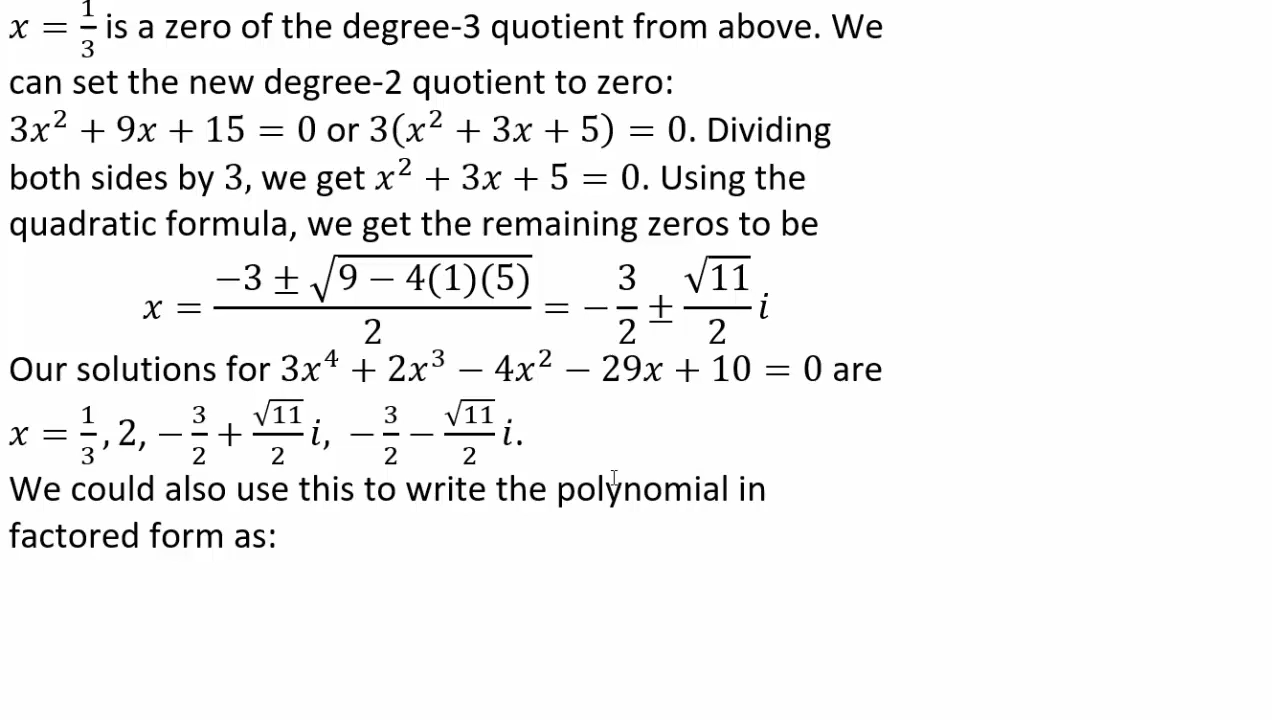 x = 1/3 is a zero of the degree-3 quotient from above. We
can set the new degree-2 quotient to zero:
3x² + 9x + 15 = 0 or 3(x² + 3x + 5) = 0. Dividing
both sides by 3, we get x² + 3x + 5 = 0. Using the
quadratic formula, we get the remaining zeros to be
x = (−3 ± √(9 − 4(1)(5)))/2 = −3/2 ± (√11/2)i
Our solutions for 3x⁴ + 2x³ − 4x² − 29x + 10 = 0 are
x = 1/3, 2, −3/2 + (√11/2)i, −3/2 − (√11/2)i.
We could also use this to write the polynomial in
factored form as: